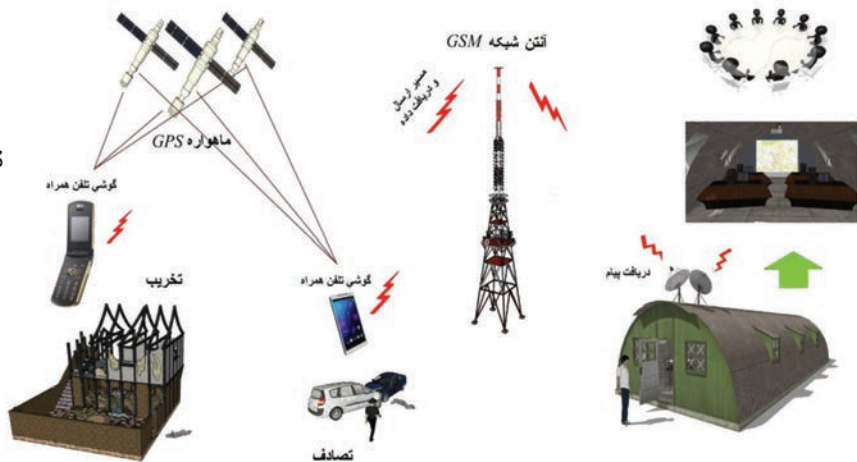 آنتن شبکه GSM
مسیر ارسال
و دریافت داده
ماهواره GPS
گوشی تلفن همراه
تخریب
گوشی تلفن همراه
دریافت پیام
تصادف